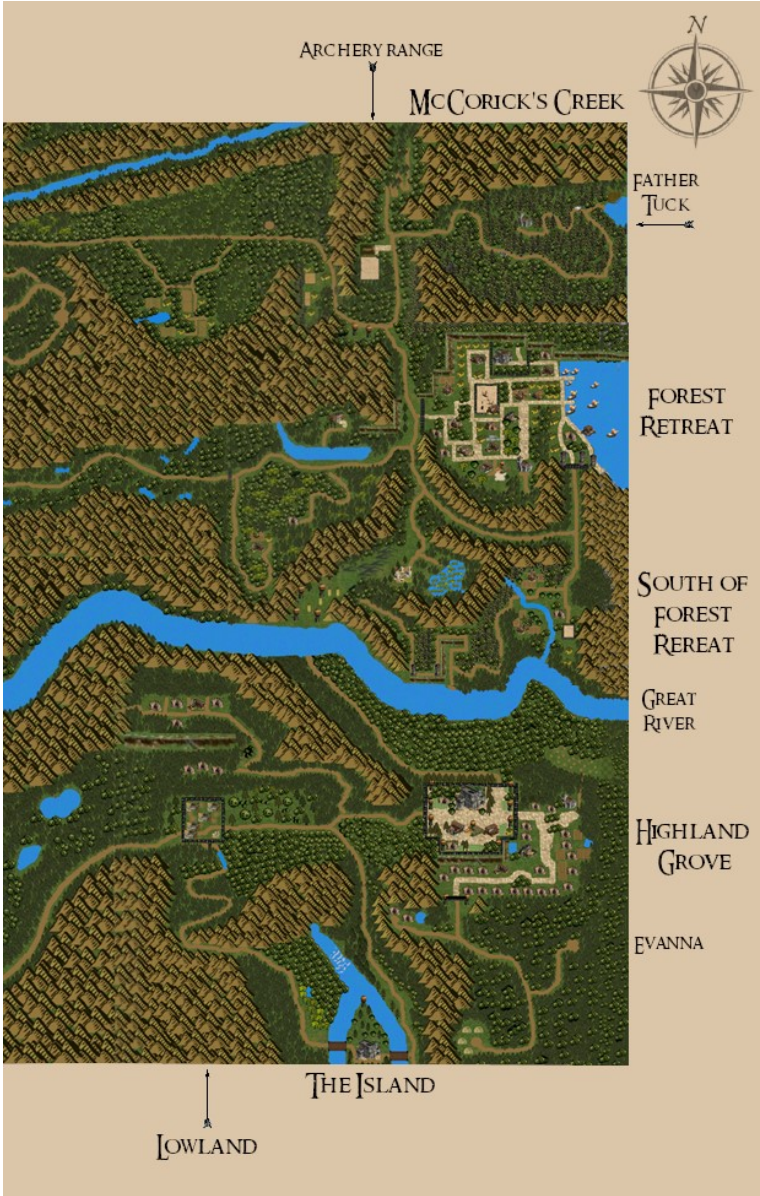 N
Archery range
McCorick's Creek
Father
Tuck
Forest
Retreat
South of
Forest
Rereat
Great
River
Highland
Grove
Evanna
The Island
Lowland